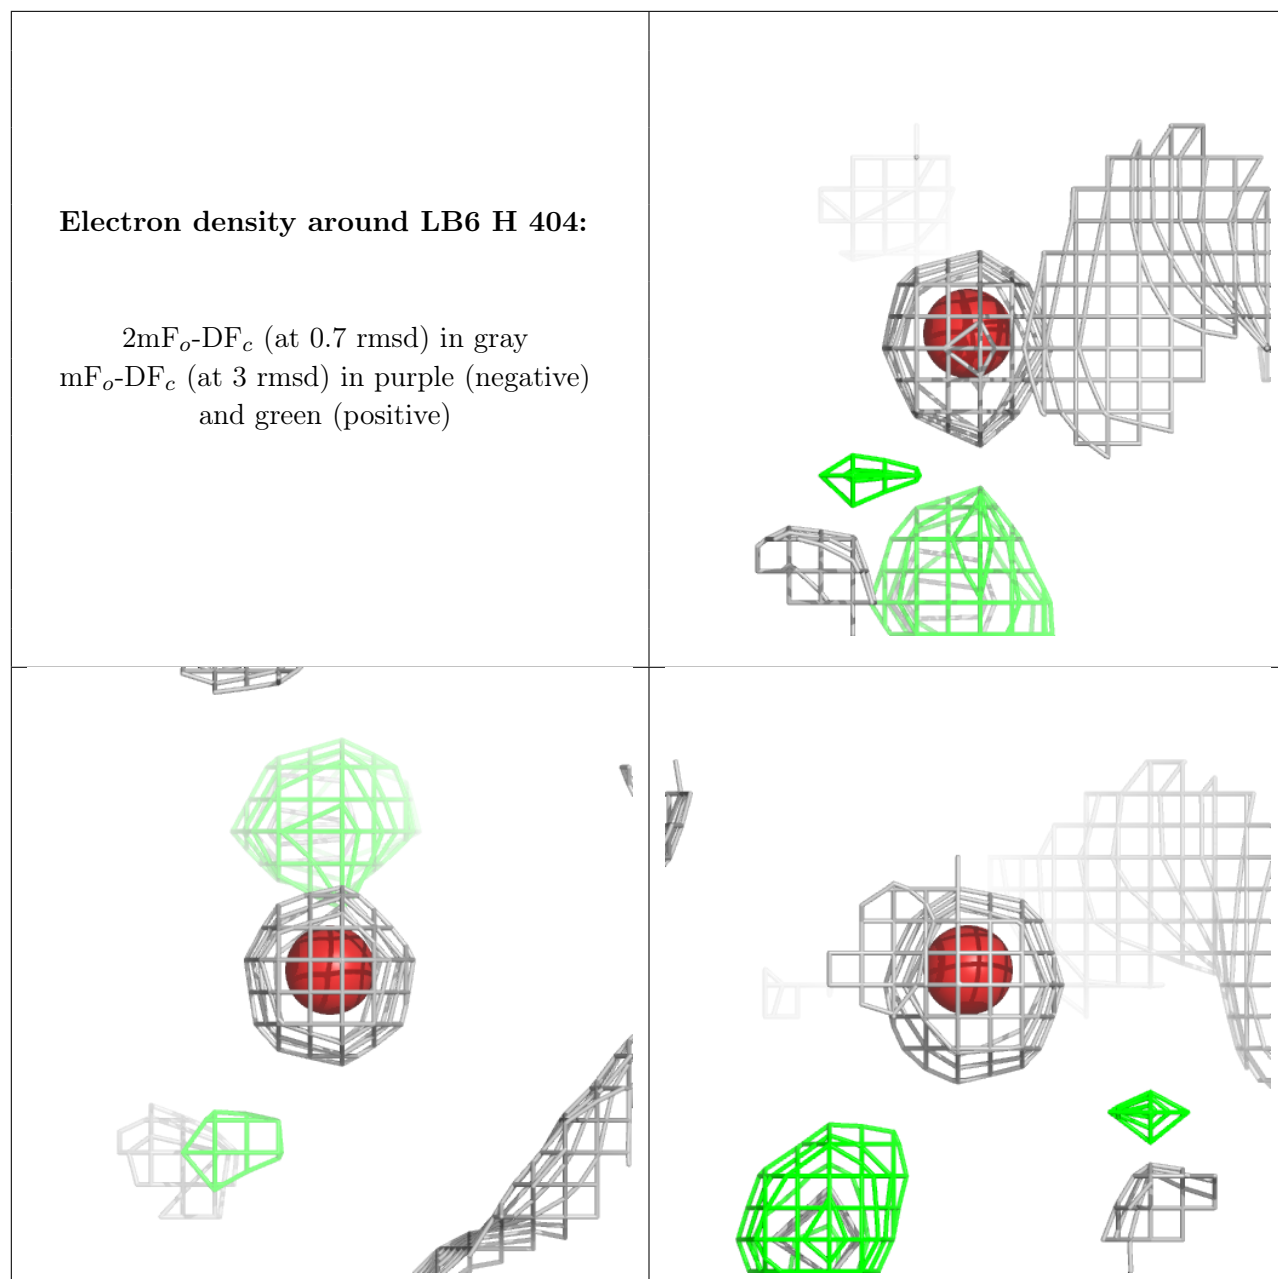 Electron density around LB6 H 404:
2mFo-DFc (at 0.7 rmsd) in gray
mFo-DFc (at 3 rmsd) in purple (negative)
and green (positive)